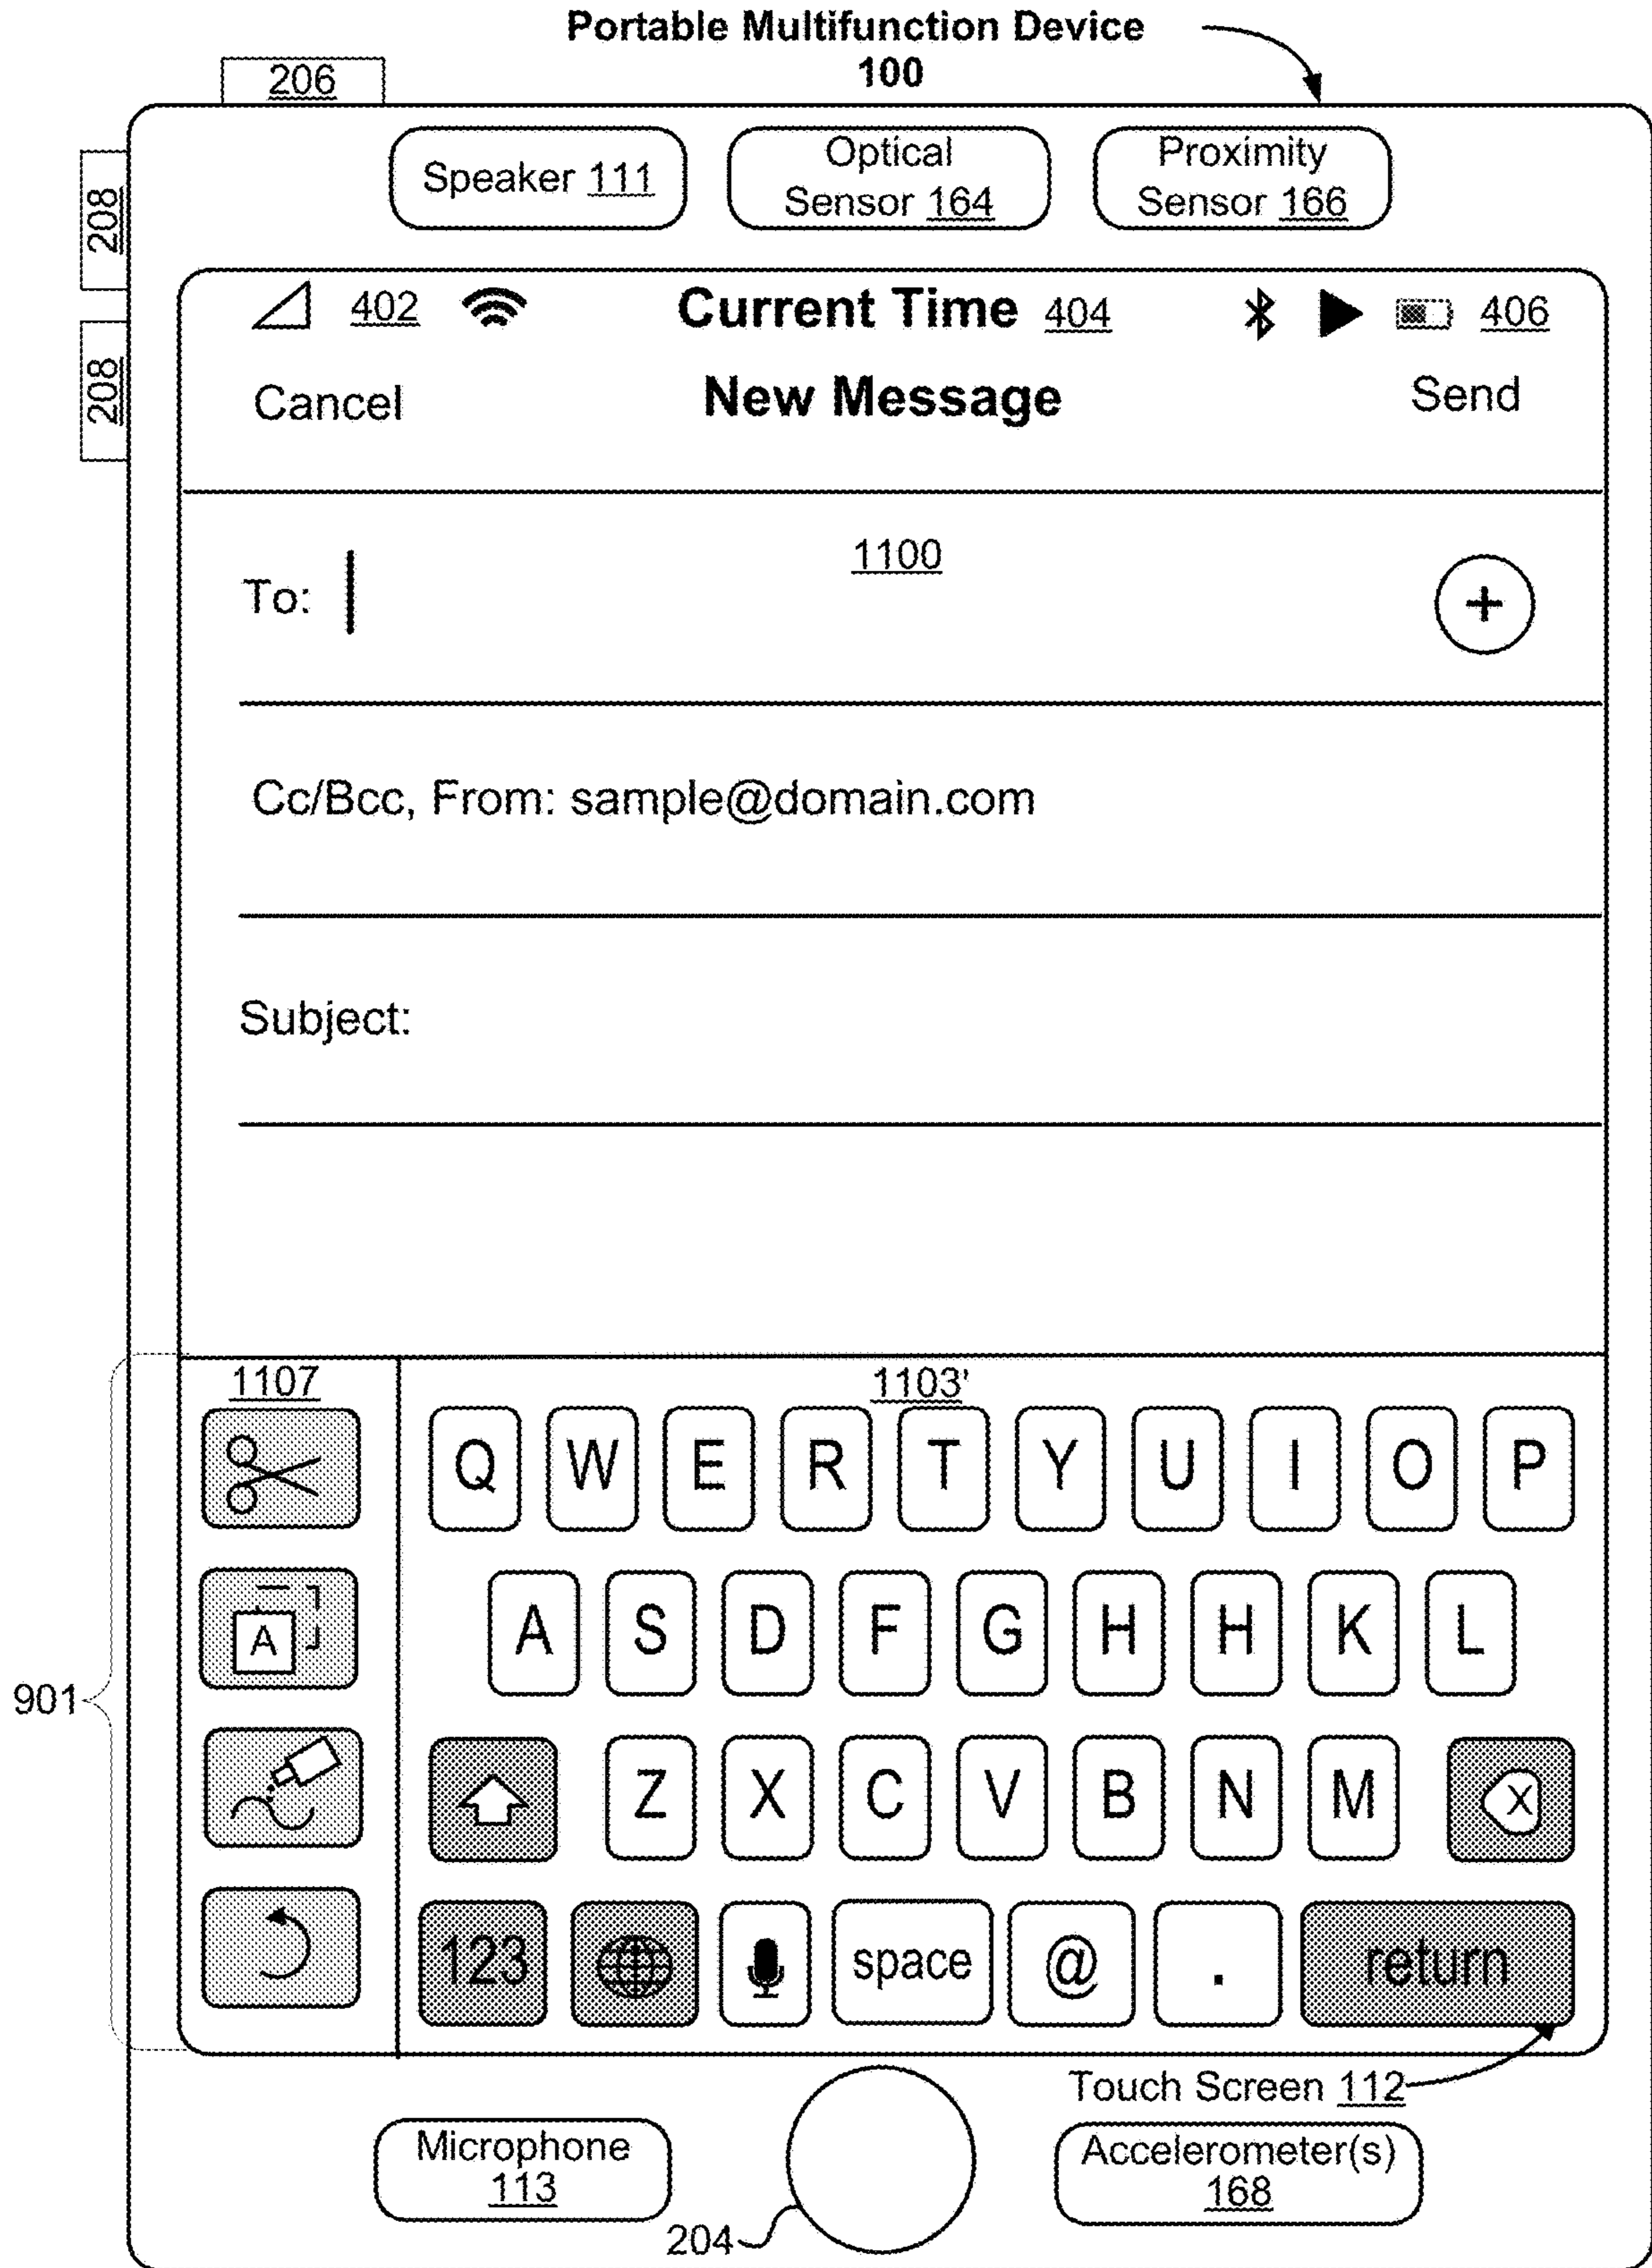 Portable Multifunction Device
100
206
Speaker 111
Optical
Sensor 164
Proximity
Sensor 166
208
208
402 Current Time 404 406
Cancel New Message Send
1100
To: +
Cc/Bcc, From: sample@domain.com
Subject:
901
1107 1103'
Q W E R T Y U I O P
A
A S D F G H H K L
Z X C V B N M X
123 space @ . return
Touch Screen 112
Microphone
113
204
Accelerometer(s)
168